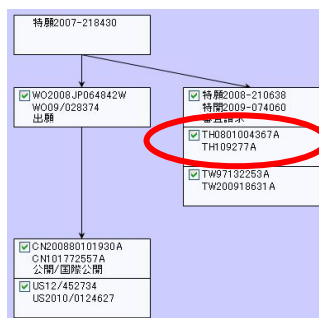 特願2007-218430
WO2008JP064842W
WO09/028374
出願
特願2008-210638
特開2009-074060
審査請求
TH0801004367A
TH109277A
TW97132253A
TW200918631A
CN200880101930A
CN101772557A
公開/国際公開
US12/452734
US2010/0124627